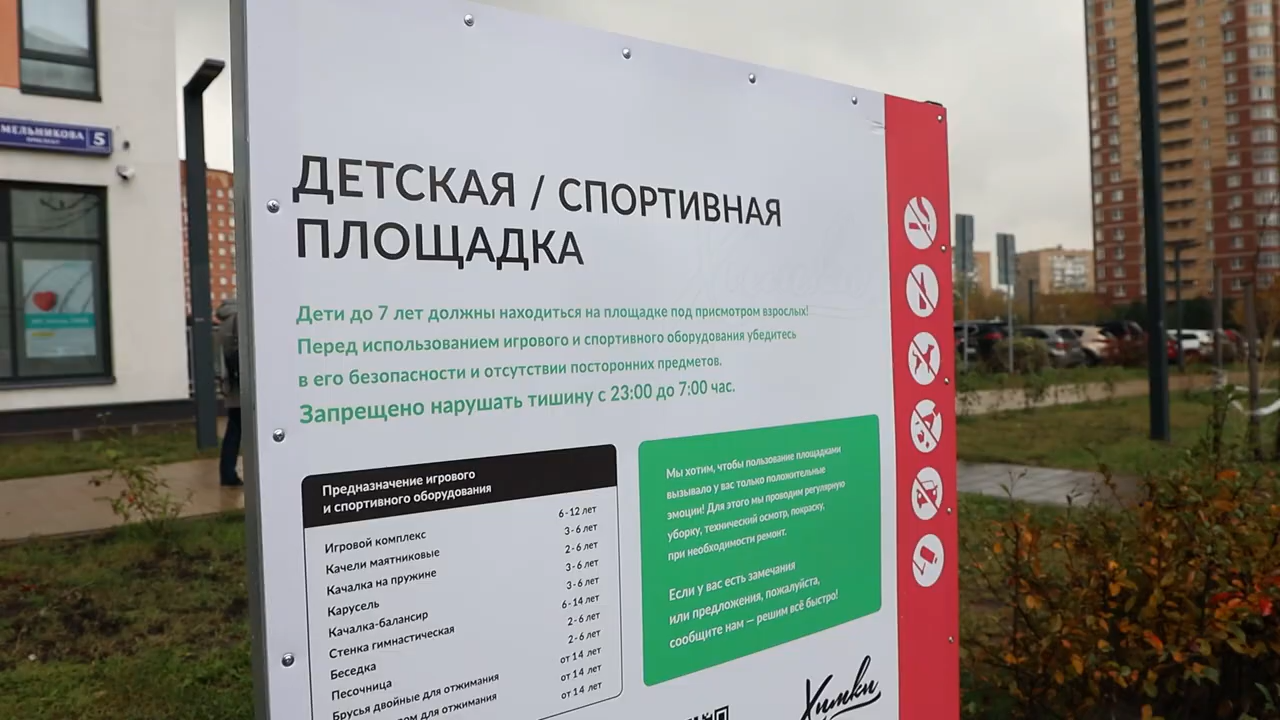 МЕЛЬНИКОВА
ПРОСПЕКТ
5
ДЕТСКАЯ / СПОРТИВНАЯ
ПЛОЩАДКА
Дети до 7 лет должны находиться на площадке под присмотром взрослых!
Перед использованием игрового и спортивного оборудования убедитесь
в его безопасности и отсутствии посторонних предметов.
Запрещено нарушать тишину с 23:00 до 7:00 час.
Предназначение игрового
и спортивного оборудования
Игровой комплекс 6-12 лет
Качели маятниковые 3-6 лет
Качалка на пружине 2-6 лет
Карусель 3-6 лет
Качалка-балансир 3-6 лет
Стенка гимнастическая 6-14 лет
Беседка 2-6 лет
Песочница 2-6 лет
Брусья двойные для отжимания от 14 лет
для отжимания от 14 лет
от 14 лет
Мы хотим, чтобы пользование площадками
вызывало у вас только положительные
эмоции! Для этого мы проводим регулярную
уборку, технический осмотр, покраску,
при необходимости ремонт.
Если у вас есть замечания
или предложения, пожалуйста,
сообщите нам — решим всё быстро!
Химки